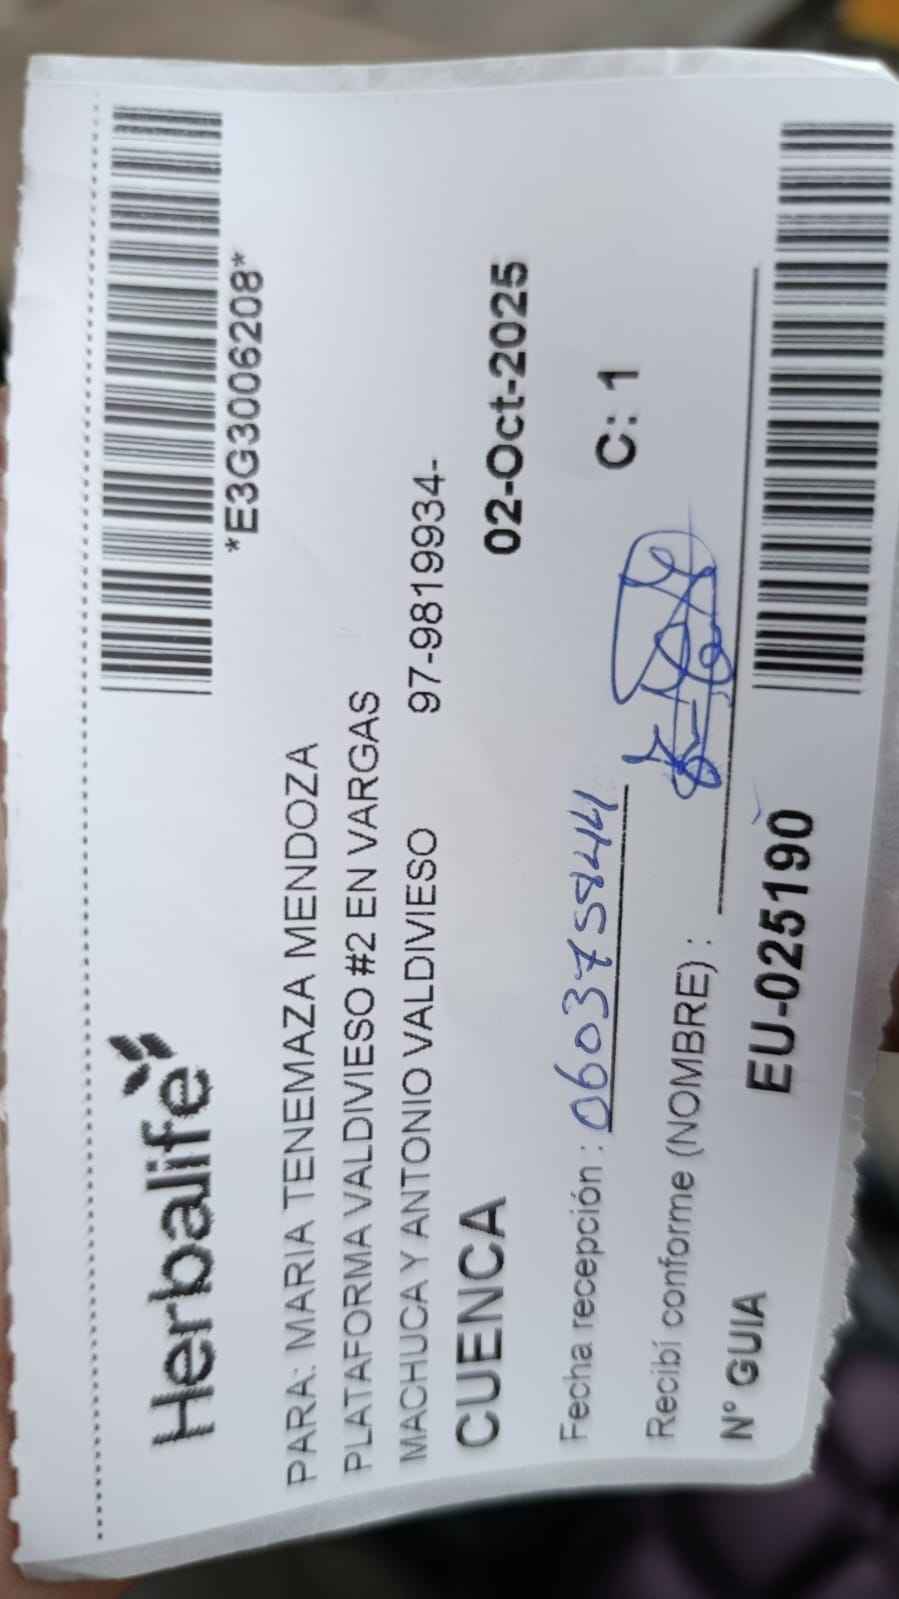 Herbalife
*E3G3006208*
PARA: MARIA TENEMAZA MENDOZA
PLATAFORMA VALDIVIESO #2 EN VARGAS
MACHUCA Y ANTONIO VALDIVIESO 97-9819934-
CUENCA 02-Oct-2025
Fecha recepción : 0603758441 C: 1
Recibí conforme (NOMBRE) :
N° GUIA EU-025190